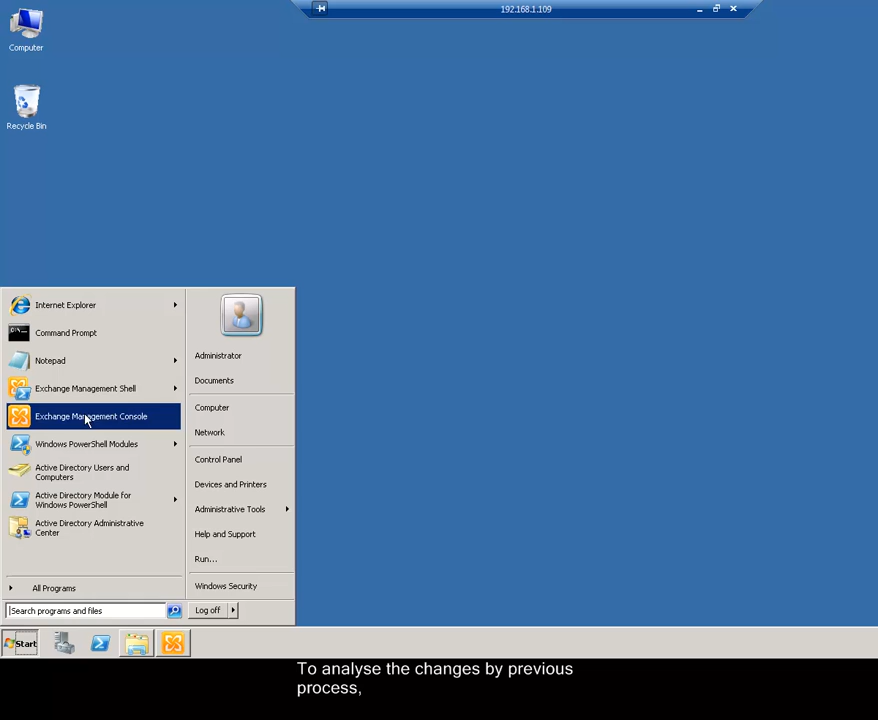 192.168.1.109
Computer
Recycle Bin
Internet Explorer
Command Prompt
Notepad
Exchange Management Shell
Exchange Management Console
Windows PowerShell Modules
Active Directory Users and
Computers
Active Directory Module for
Windows PowerShell
Active Directory Administrative
Center
All Programs
Search programs and files
Administrator
Documents
Computer
Network
Control Panel
Devices and Printers
Administrative Tools
Help and Support
Run...
Windows Security
Log off
Start
To analyse the changes by previous
process,